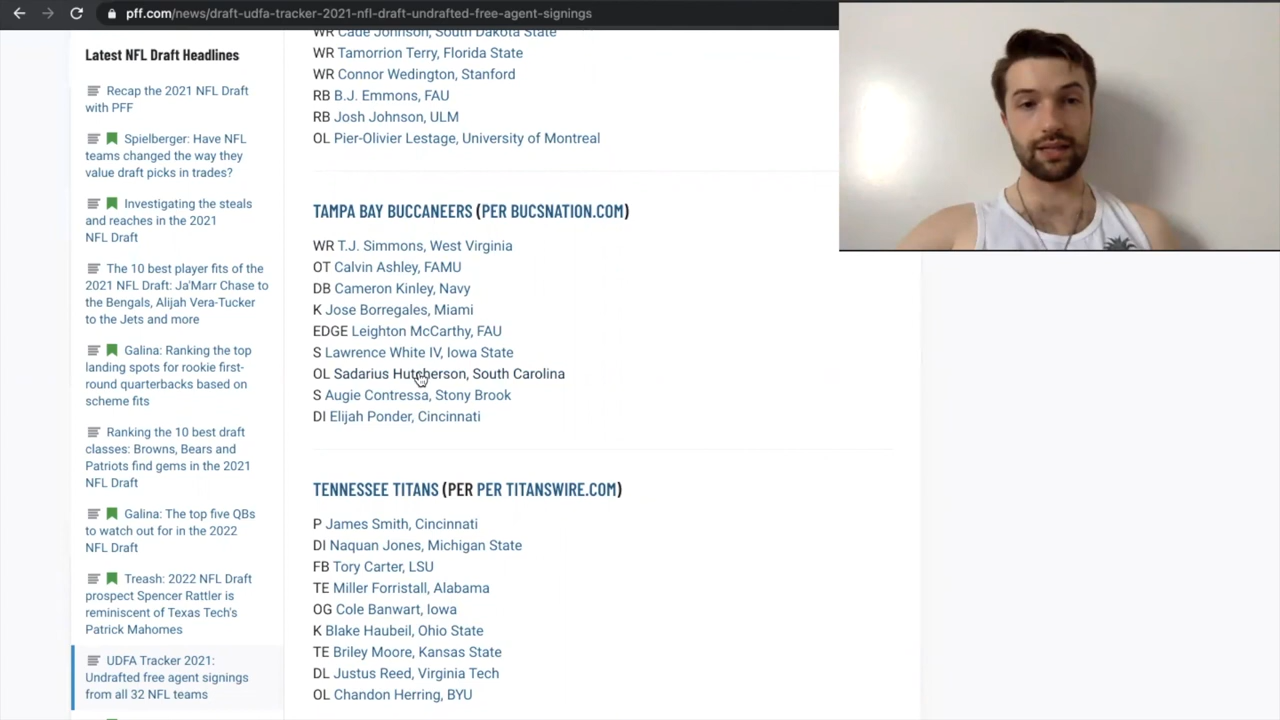 pff.com/news/draft-udfa-tracker-2021-nfl-draft-undrafted-free-agent-signings
Latest NFL Draft Headlines
Recap the 2021 NFL Draft
with PFF
Spielberger: Have NFL
teams changed the way they
value draft picks in trades?
Investigating the steals
and reaches in the 2021
NFL Draft
The 10 best player fits of the
2021 NFL Draft: Ja'Marr Chase to
the Bengals, Alijah Vera-Tucker
to the Jets and more
Galina: Ranking the top
landing spots for rookie first-
round quarterbacks based on
scheme fits
Ranking the 10 best draft
classes: Browns, Bears and
Patriots find gems in the 2021
NFL Draft
Galina: The top five QBs
to watch out for in the 2022
NFL Draft
Treash: 2022 NFL Draft
prospect Spencer Rattler is
reminiscent of Texas Tech's
Patrick Mahomes
UDFA Tracker 2021:
Undrafted free agent signings
from all 32 NFL teams
WR Cade Johnson, South Dakota State
WR Tamorrion Terry, Florida State
WR Connor Wedington, Stanford
RB B.J. Emmons, FAU
RB Josh Johnson, ULM
OL Pier-Olivier Lestage, University of Montreal
TAMPA BAY BUCCANEERS (PER BUCSNATION.COM)
WR T.J. Simmons, West Virginia
OT Calvin Ashley, FAMU
DB Cameron Kinley, Navy
K Jose Borregales, Miami
EDGE Leighton McCarthy, FAU
S Lawrence White IV, Iowa State
OL Sadarius Hutcherson, South Carolina
S Augie Contressa, Stony Brook
DI Elijah Ponder, Cincinnati
TENNESSEE TITANS (PER PER TITANSWIRE.COM)
P James Smith, Cincinnati
DI Naquan Jones, Michigan State
FB Tory Carter, LSU
TE Miller Forristall, Alabama
OG Cole Banwart, Iowa
K Blake Haubeil, Ohio State
TE Briley Moore, Kansas State
DL Justus Reed, Virginia Tech
OL Chandon Herring, BYU